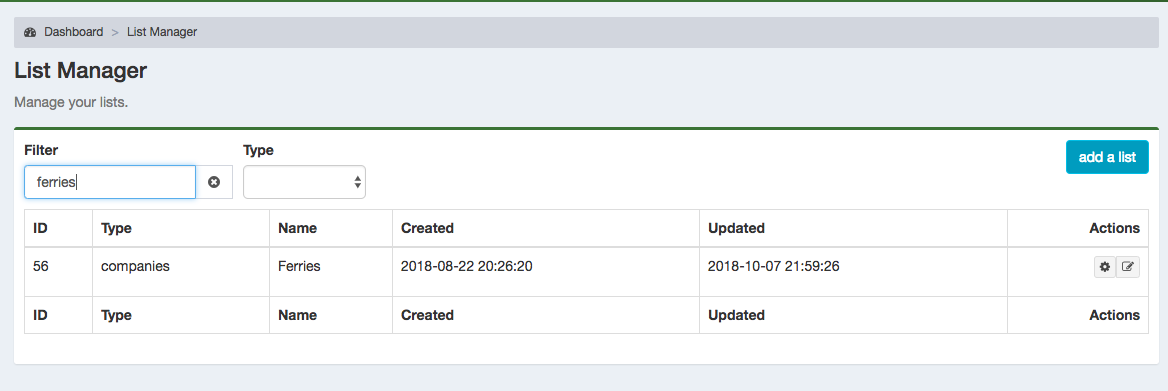 Dashboard > List Manager
List Manager
Manage your lists.
Filter Type
add a list
ferries
ID Type Name Created Updated Actions
56 companies Ferries 2018-08-22 20:26:20 2018-10-07 21:59:26
ID Type Name Created Updated Actions